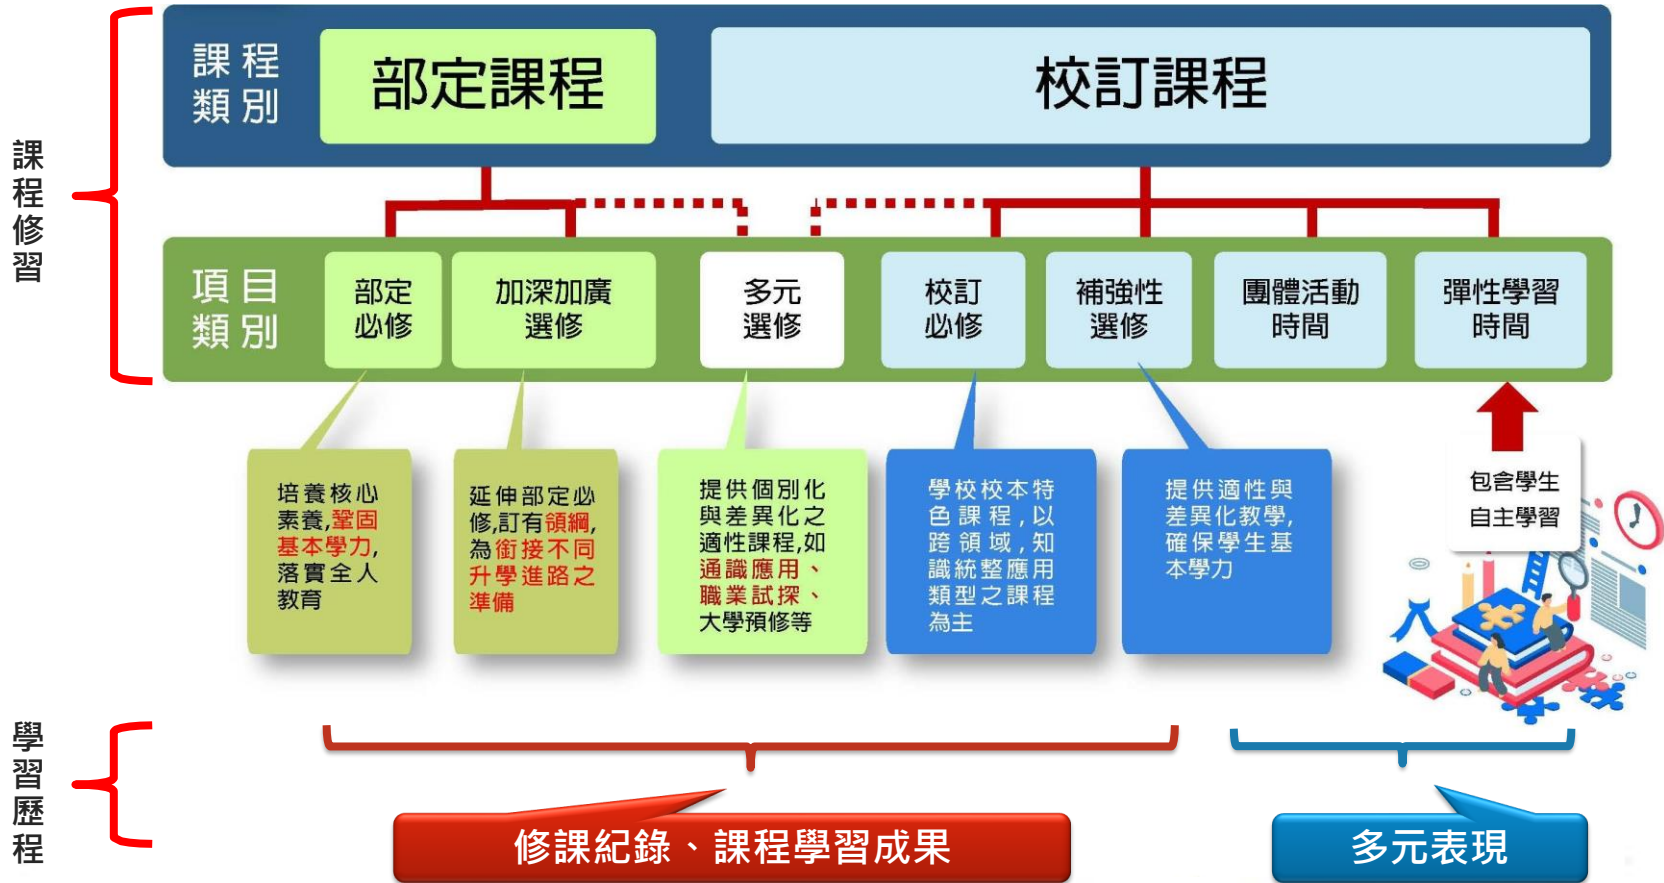 課程
類別
部定課程
校訂課程
課程修習
項目
類別
部定
必修
加深加廣
選修
多元
選修
校訂
必修
補強性
選修
團體活動
時間
彈性學習
時間
培養核心
素養,鞏固
基本學力,
落實全人
教育
延伸部定必
修,訂有領綱,
為銜接不同
升學進路之
準備
提供個別化
與差異化之
適性課程,如
通識應用、
職業試探、
大學預修等
學校校本特
色課程,以
跨領域,知
識統整應用
類型之課程
為主
提供適性與
差異化教學,
確保學生基
本學力
包含學生
自主學習
學習歷程
修課紀錄、課程學習成果
多元表現